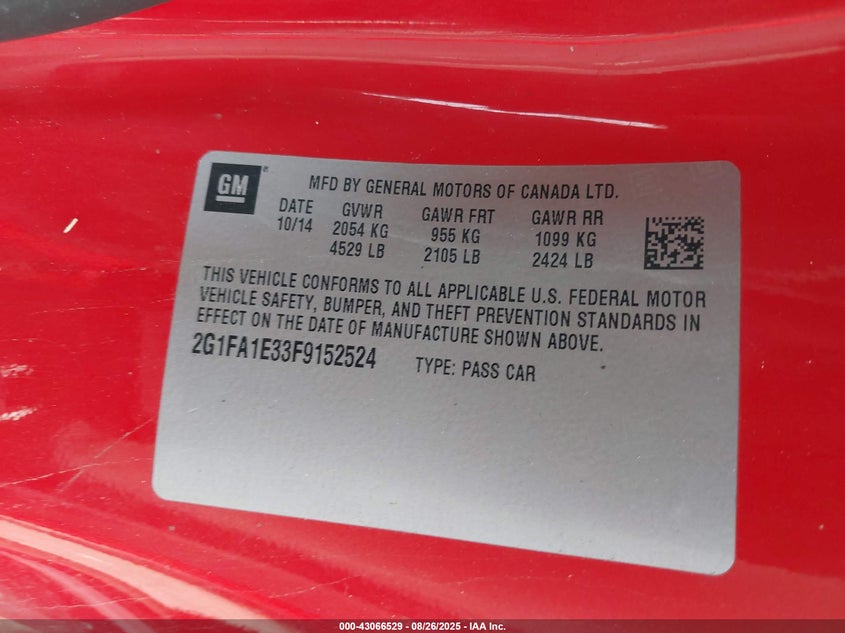 GM®
MFD BY GENERAL MOTORS OF CANADA LTD.
DATE GVWR GAWR FRT GAWR RR
10/14 2054 KG 955 KG 1099 KG
4529 LB 2105 LB 2424 LB
THIS VEHICLE CONFORMS TO ALL APPLICABLE U.S. FEDERAL MOTOR
VEHICLE SAFETY, BUMPER, AND THEFT PREVENTION STANDARDS IN
EFFECT ON THE DATE OF MANUFACTURE SHOWN ABOVE.
2G1FA1E33F9152524 TYPE: PASS CAR
000-43066529 - 08/26/2025 - IAA Inc.